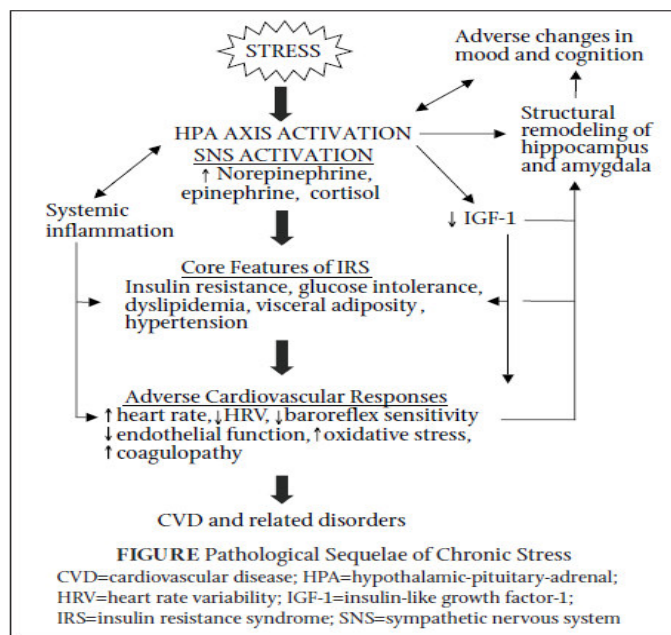 STRESS
Adverse changes in
mood and cognition
HPA AXIS ACTIVATION
SNS ACTIVATION
↑ Norepinephrine,
epinephrine, cortisol
Structural
remodeling of
hippocampus
and amygdala
Systemic
inflammation
↓ IGF-1
Core Features of IRS
Insulin resistance, glucose intolerance,
dyslipidemia, visceral adiposity,
hypertension
Adverse Cardiovascular Responses
↑ heart rate, ↓HRV, ↓baroreflex sensitivity
↓ endothelial function, ↑oxidative stress,
↑ coagulopathy
CVD and related disorders
FIGURE Pathological Sequelae of Chronic Stress
CVD=cardiovascular disease; HPA=hypothalamic-pituitary-adrenal;
HRV=heart rate variability; IGF-1=insulin-like growth factor-1;
IRS=insulin resistance syndrome; SNS=sympathetic nervous system